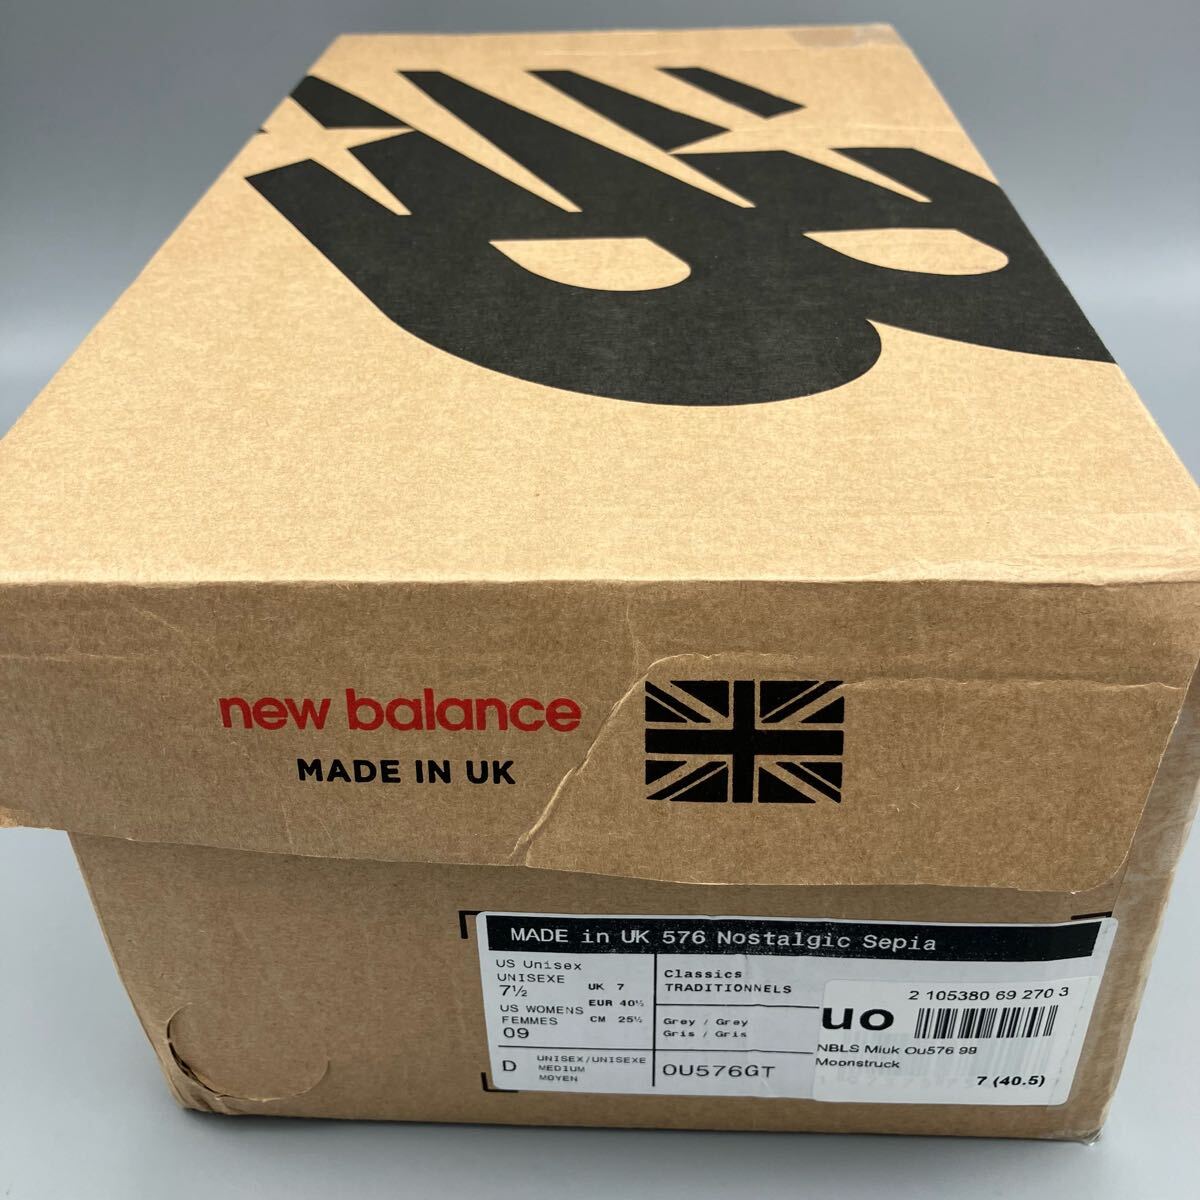 new balance
MADE IN UK
MADE in UK 576 Nostalgic Sepia
US Unisex
UNISEXE
7½
UK 7
EUR 40½
US WOMENS
FEMMES
CM 25½
09
Classics
TRADITIONNELS
Grey / Grey
Gris / Gris
D
UNISEX/UNISEXE
MEDIUM
MOYEN
OU576GT
2 105380 69 270 3
uo
NBLS Miuk Ou576 99
Moonstruck
7 (40.5)